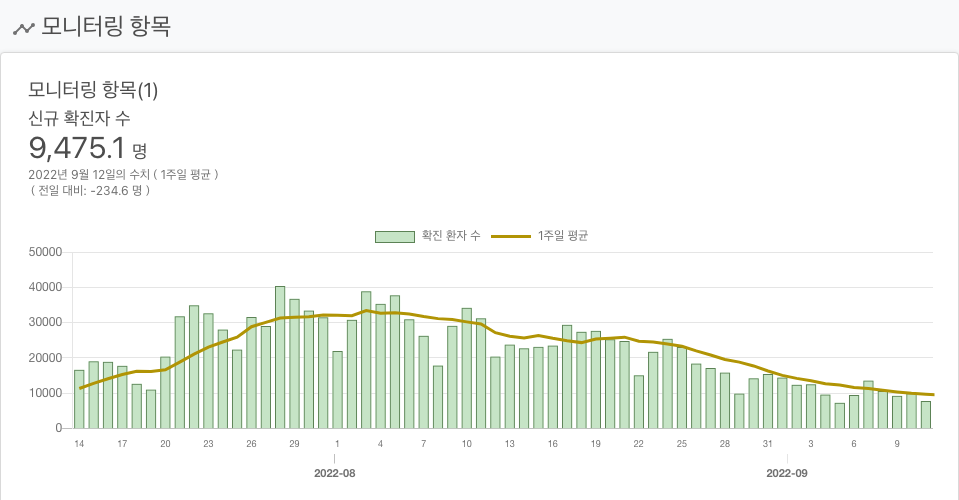 모니터링 항목
모니터링 항목(1)
신규 확진자 수
9,475.1 명
2022년 9월 12일의 수치 ( 1주일 평균 )
( 전일 대비: -234.6 명 )
확진 환자 수 1주일 평균
50000
40000
30000
20000
10000
0
14 17 20 23 26 29 1 4 7 10 13 16 19 22 25 28 31 3 6 9
2022-08 2022-09